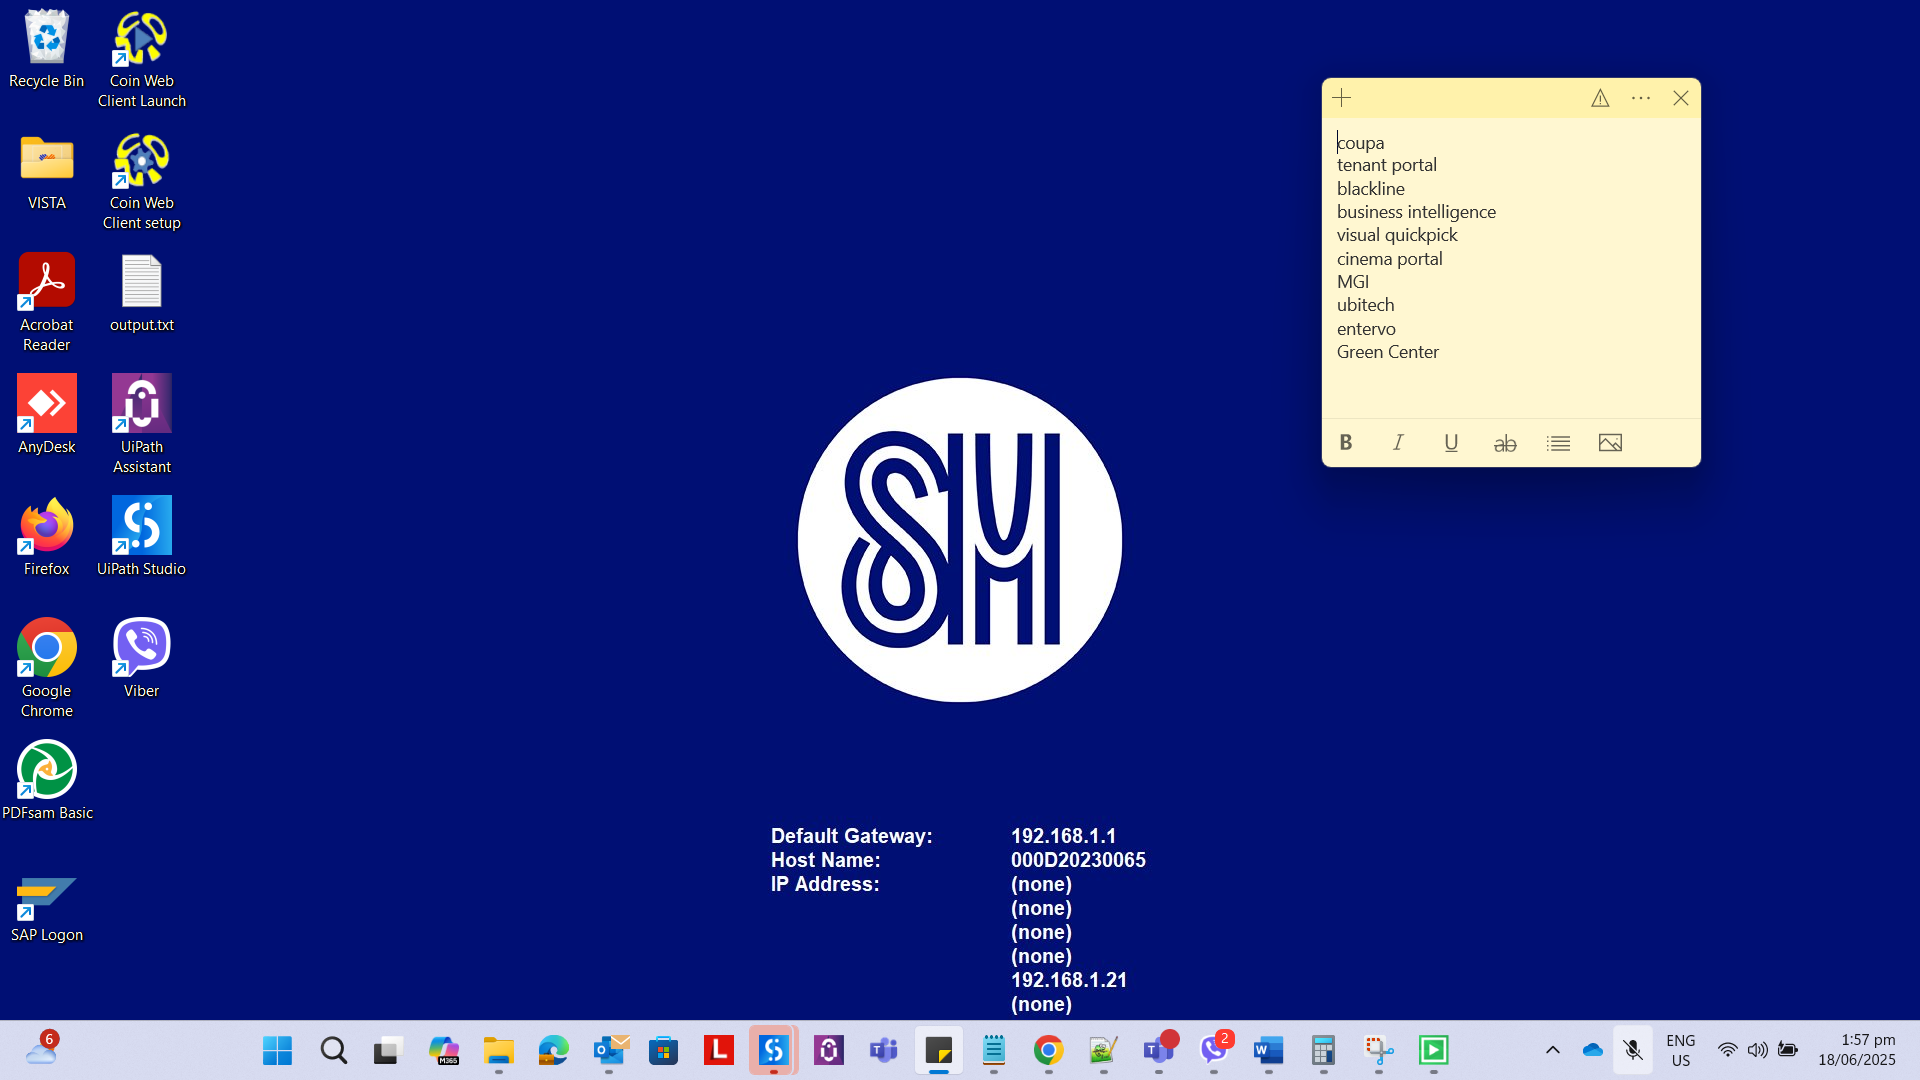 Recycle Bin
Coin Web
Client Launch
VISTA
Coin Web
Client setup
Acrobat
Reader
output.txt
AnyDesk
UiPath
Assistant
Firefox
UiPath Studio
Google
Chrome
Viber
PDFsam Basic
SAP Logon
coupa
tenant portal
blackline
business intelligence
visual quickpick
cinema portal
MGI
ubitech
entervo
Green Center
B I U ab
SM
Default Gateway: 192.168.1.1
Host Name: 000D20230065
IP Address: (none)
(none)
(none)
(none)
192.168.1.21
(none)
6
M365
L
2
ENG
US
1:57 pm
18/06/2025